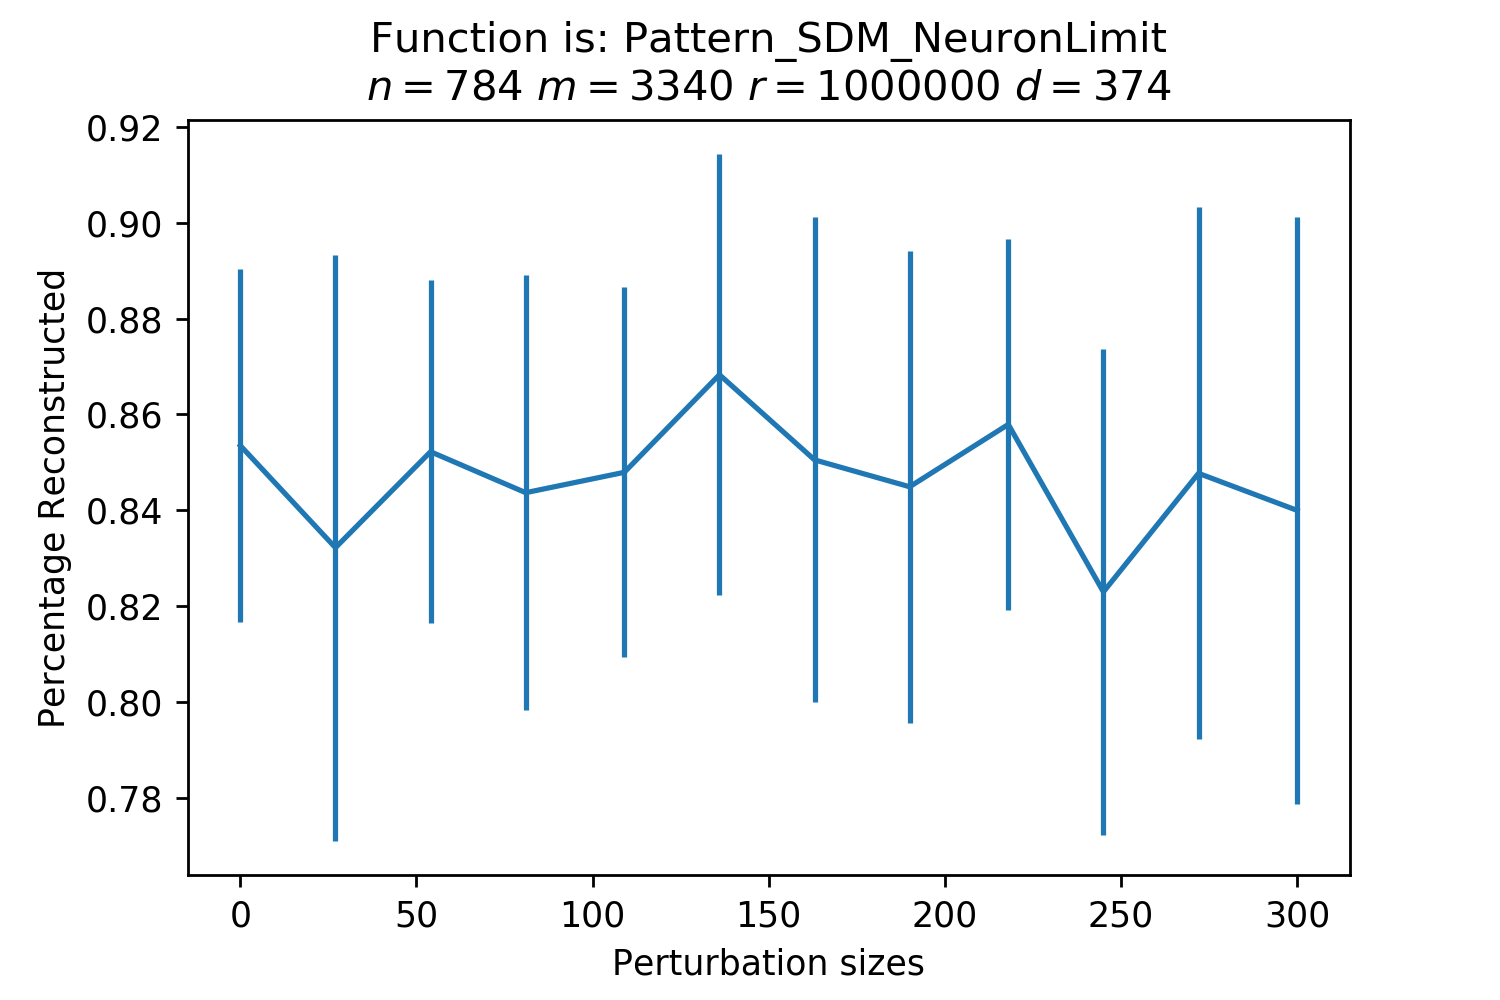 Function is: Pattern_SDM_NeuronLimit
n = 784 m = 3340 r = 1000000 d = 374
0.92
0.90
0.88
0.86
0.84
0.82
0.80
0.78
Percentage Reconstructed
0 50 100 150 200 250 300
Perturbation sizes